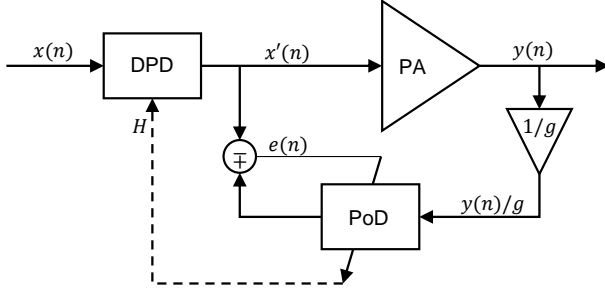 x(n)
DPD
x′(n)
PA
y(n)
H
1/g
∓
e(n)
PoD
y(n)/g